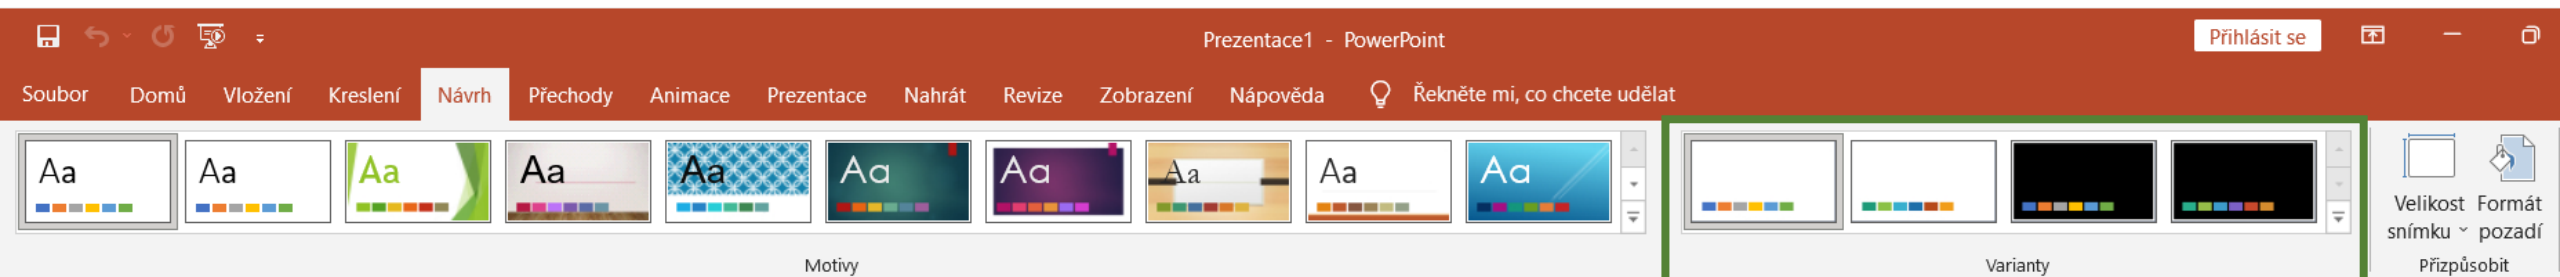 Prezentace1 - PowerPoint
Přihlásit se
Soubor Domů Vložení Kreslení Návrh Přechody Animace Prezentace Nahrát Revize Zobrazení Nápověda Řekněte mi, co chcete udělat
Aa Aa Aa Aa Aa Aa Aa Aa Aa Aa
Velikost snímku
Formát pozadí
Motivy
Varianty
Přizpůsobit